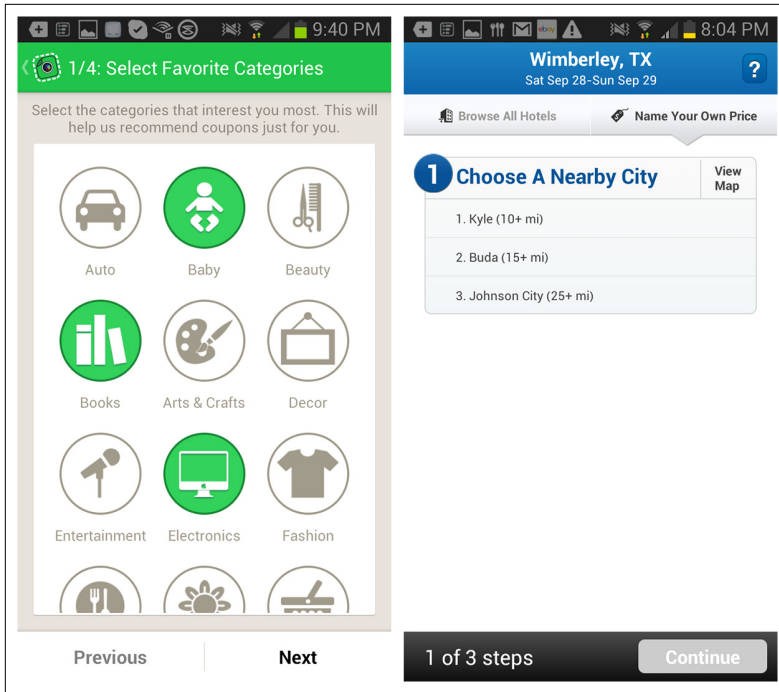 9:40 PM
1/4: Select Favorite Categories
Select the categories that interest you most. This will
help us recommend coupons just for you.
Auto
Baby
Beauty
Books
Arts & Crafts
Decor
Entertainment
Electronics
Fashion
Previous
Next
ebay
8:04 PM
Wimberley, TX
Sat Sep 28-Sun Sep 29
?
Browse All Hotels
Name Your Own Price
1
Choose A Nearby City
View
Map
1. Kyle (10+ mi)
2. Buda (15+ mi)
3. Johnson City (25+ mi)
1 of 3 steps
Continue